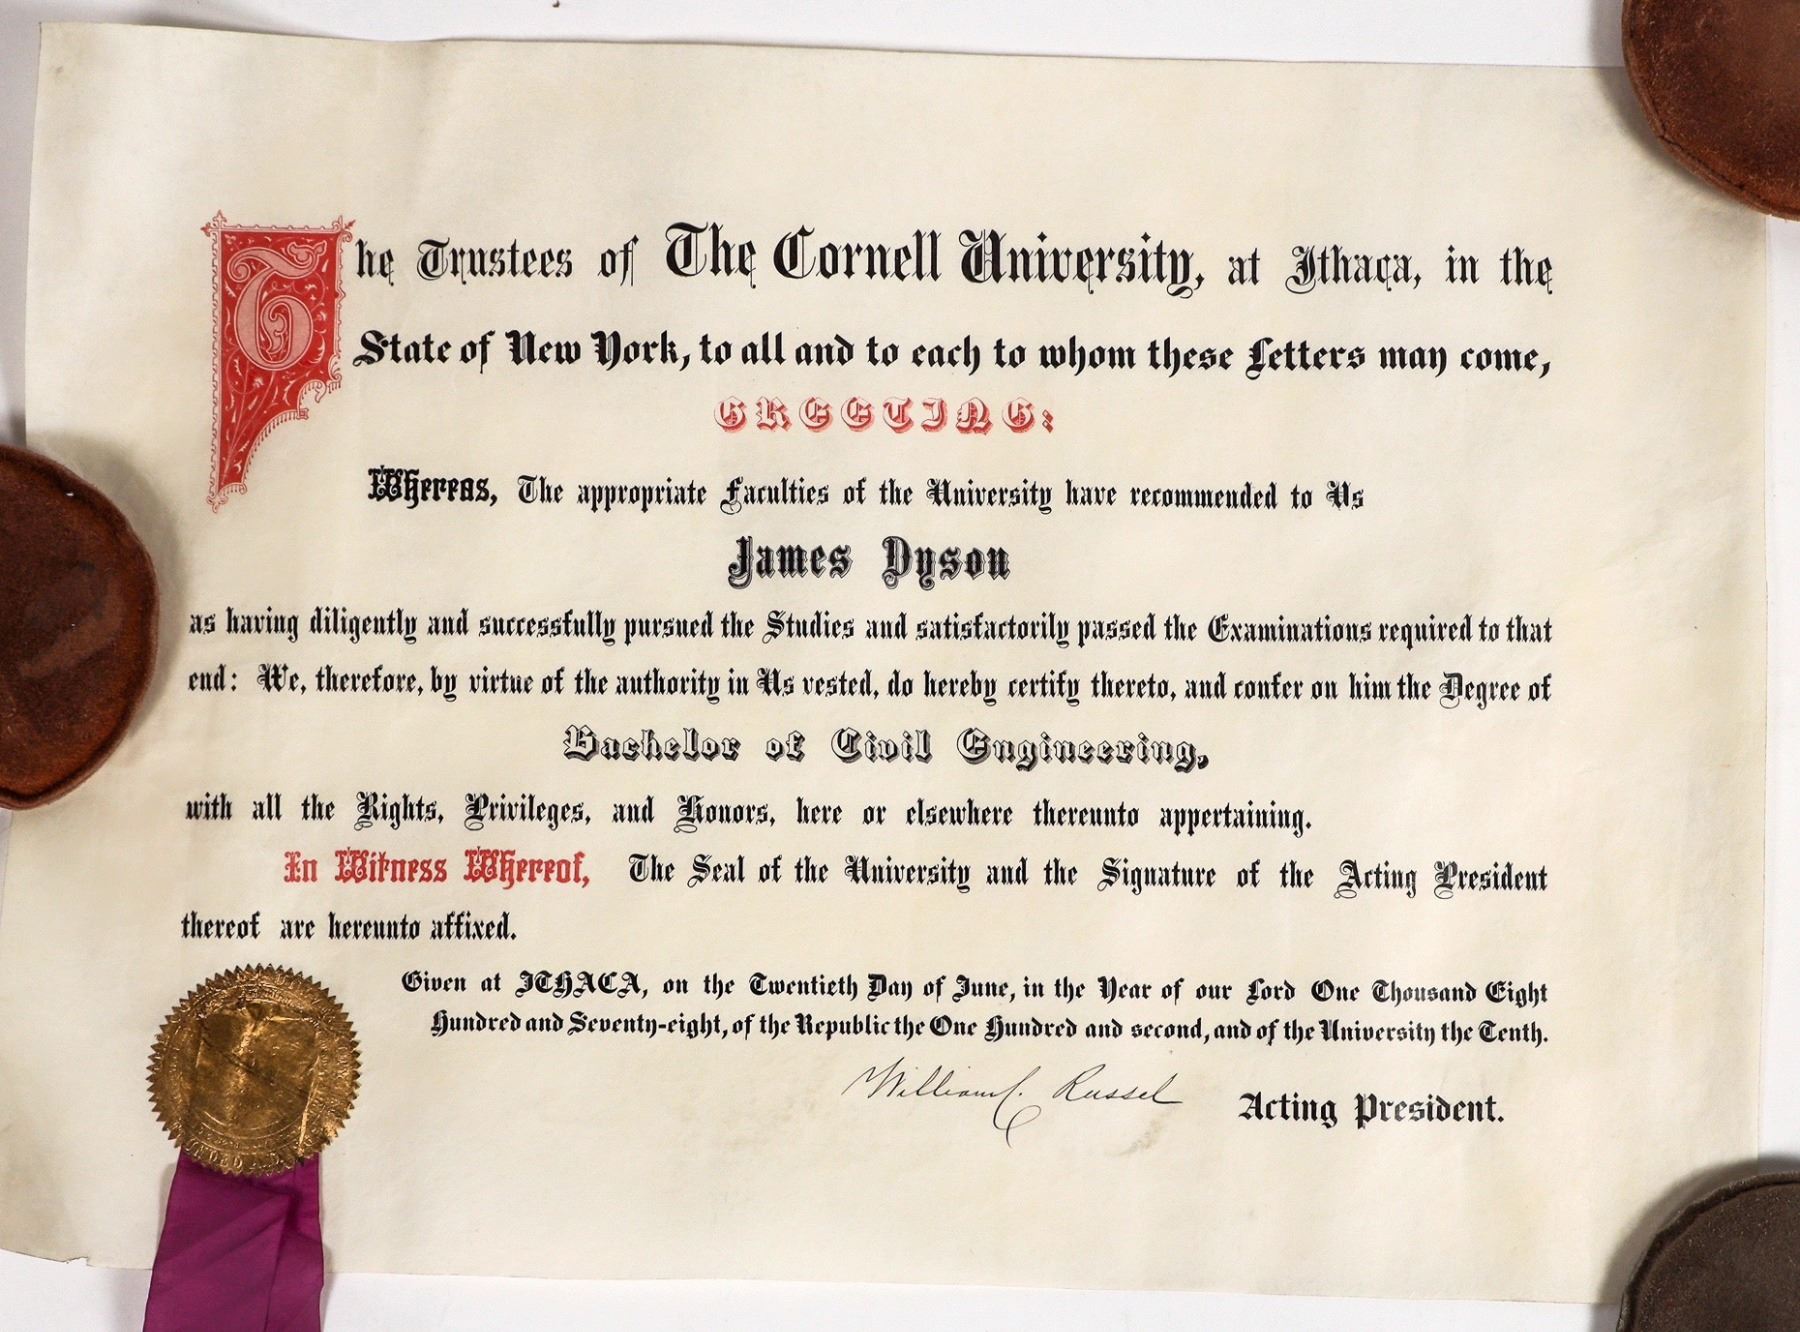 The Trustees of The Cornell University, at Ithaca, in the
State of New York, to all and to each to whom these Letters may come,
GREETING:
Whereas, The appropriate Faculties of the University have recommended to Us
James Dyson
as having diligently and successfully pursued the Studies and satisfactorily passed the Examinations required to that
end: We, therefore, by virtue of the authority in Us vested, do hereby certify thereto, and confer on him the Degree of
Bachelor of Civil Engineering,
with all the Rights, Privileges, and Honors, here or elsewhere thereunto appertaining.
In Witness Whereof, The Seal of the University and the Signature of the Acting President
thereof are hereunto affixed.
Given at ITHACA, on the Twentieth Day of June, in the Year of our Lord One Thousand Eight
Hundred and Seventy-eight, of the Republic the One Hundred and second, and of the University the Tenth.
William C. Russel Acting President.